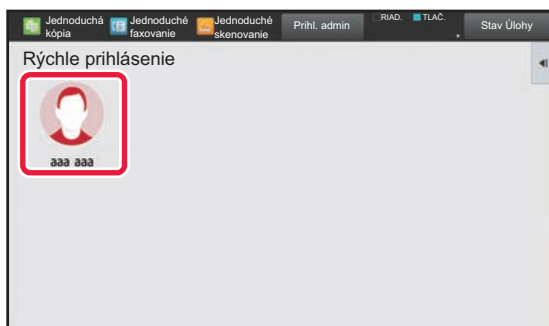 Jednoduchá
kópia
Jednoduché
faxovanie
Jednoduché
skenovanie
Prihl. admin
RIAD.
TLAČ.
Stav Úlohy
Rýchle prihlásenie
aaa aaa